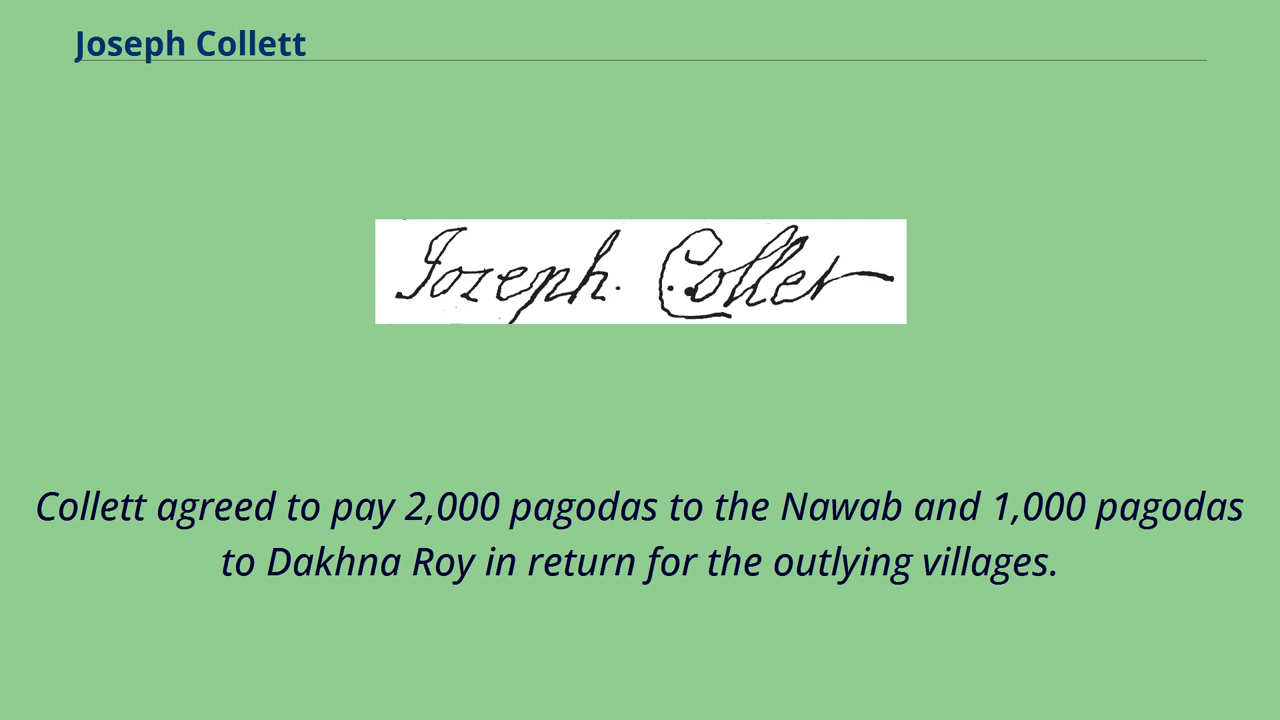 Joseph Collett
Joseph. Collet
Collett agreed to pay 2,000 pagodas to the Nawab and 1,000 pagodas
to Dakhna Roy in return for the outlying villages.